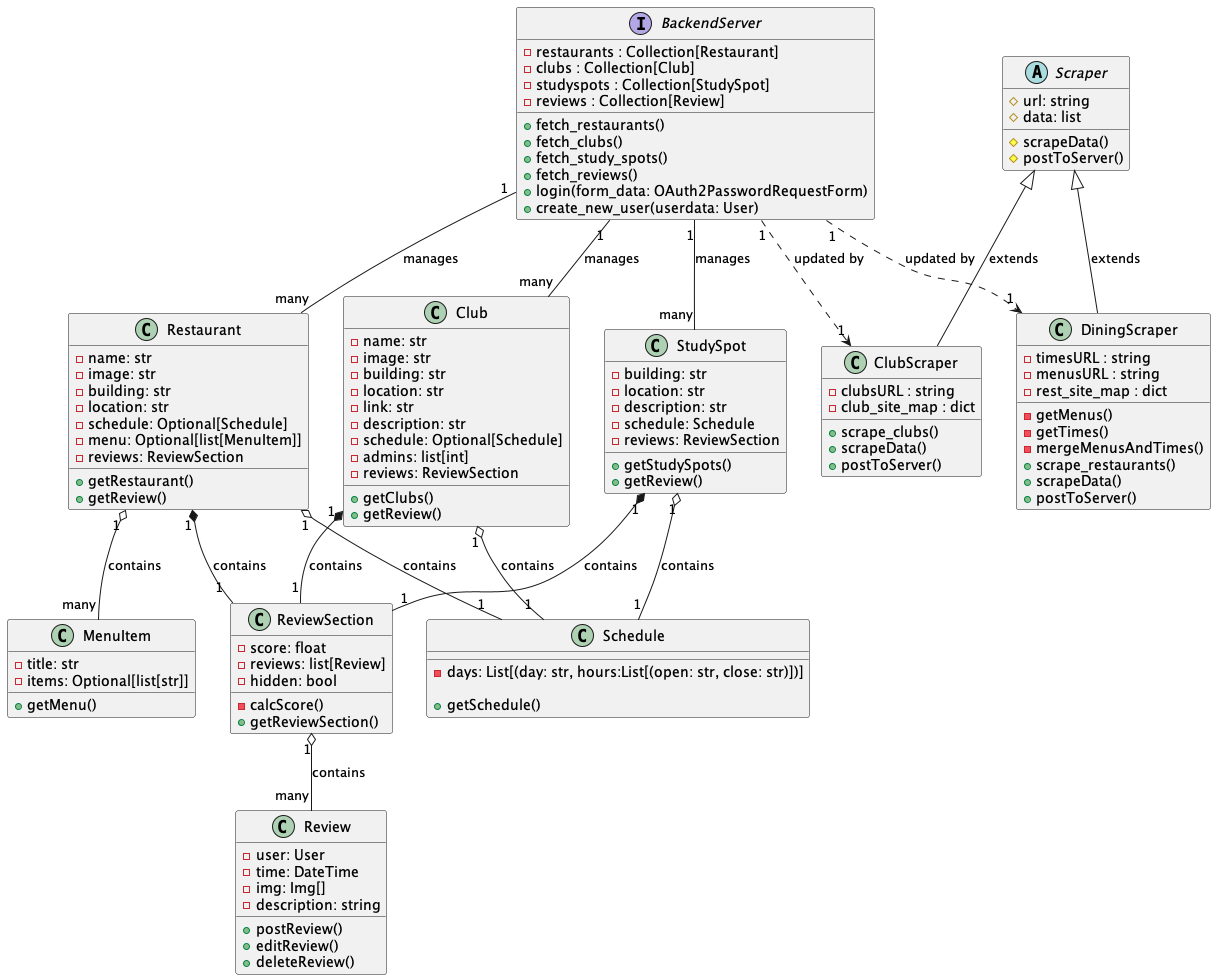 I BackendServer
restaurants : Collection[Restaurant]
clubs : Collection[Club]
studyspots : Collection[StudySpot]
reviews : Collection[Review]
fetch_restaurants()
fetch_clubs()
fetch_study_spots()
fetch_reviews()
login(form_data: OAuth2PasswordRequestForm)
create_new_user(userdata: User)
A Scraper
url: string
data: list
scrapeData()
postToServer()
1
1
1
1
1
manages
manages
manages
updated by
updated by
extends
extends
many
many
many
1
1
C Restaurant
name: str
image: str
building: str
location: str
schedule: Optional[Schedule]
menu: Optional[list[MenuItem]]
reviews: ReviewSection
getRestaurant()
getReview()
C Club
name: str
image: str
building: str
location: str
link: str
description: str
schedule: Optional[Schedule]
admins: list[int]
reviews: ReviewSection
getClubs()
getReview()
C StudySpot
building: str
location: str
description: str
schedule: Schedule
reviews: ReviewSection
getStudySpots()
getReview()
C ClubScraper
clubsURL : string
club_site_map : dict
scrape_clubs()
scrapeData()
postToServer()
C DiningScraper
timesURL : string
menusURL : string
rest_site_map : dict
getMenus()
getTimes()
mergeMenusAndTimes()
scrape_restaurants()
scrapeData()
postToServer()
1
1
1
1
1
1
1
contains
contains
contains
contains
contains
contains
contains
many
1
1
1
1
1
1
C MenuItem
title: str
items: Optional[list[str]]
getMenu()
C ReviewSection
score: float
reviews: list[Review]
hidden: bool
calcScore()
getReviewSection()
C Schedule
days: List[(day: str, hours:List[(open: str, close: str)])]
getSchedule()
1
contains
many
C Review
user: User
time: DateTime
img: Img[]
description: string
postReview()
editReview()
deleteReview()